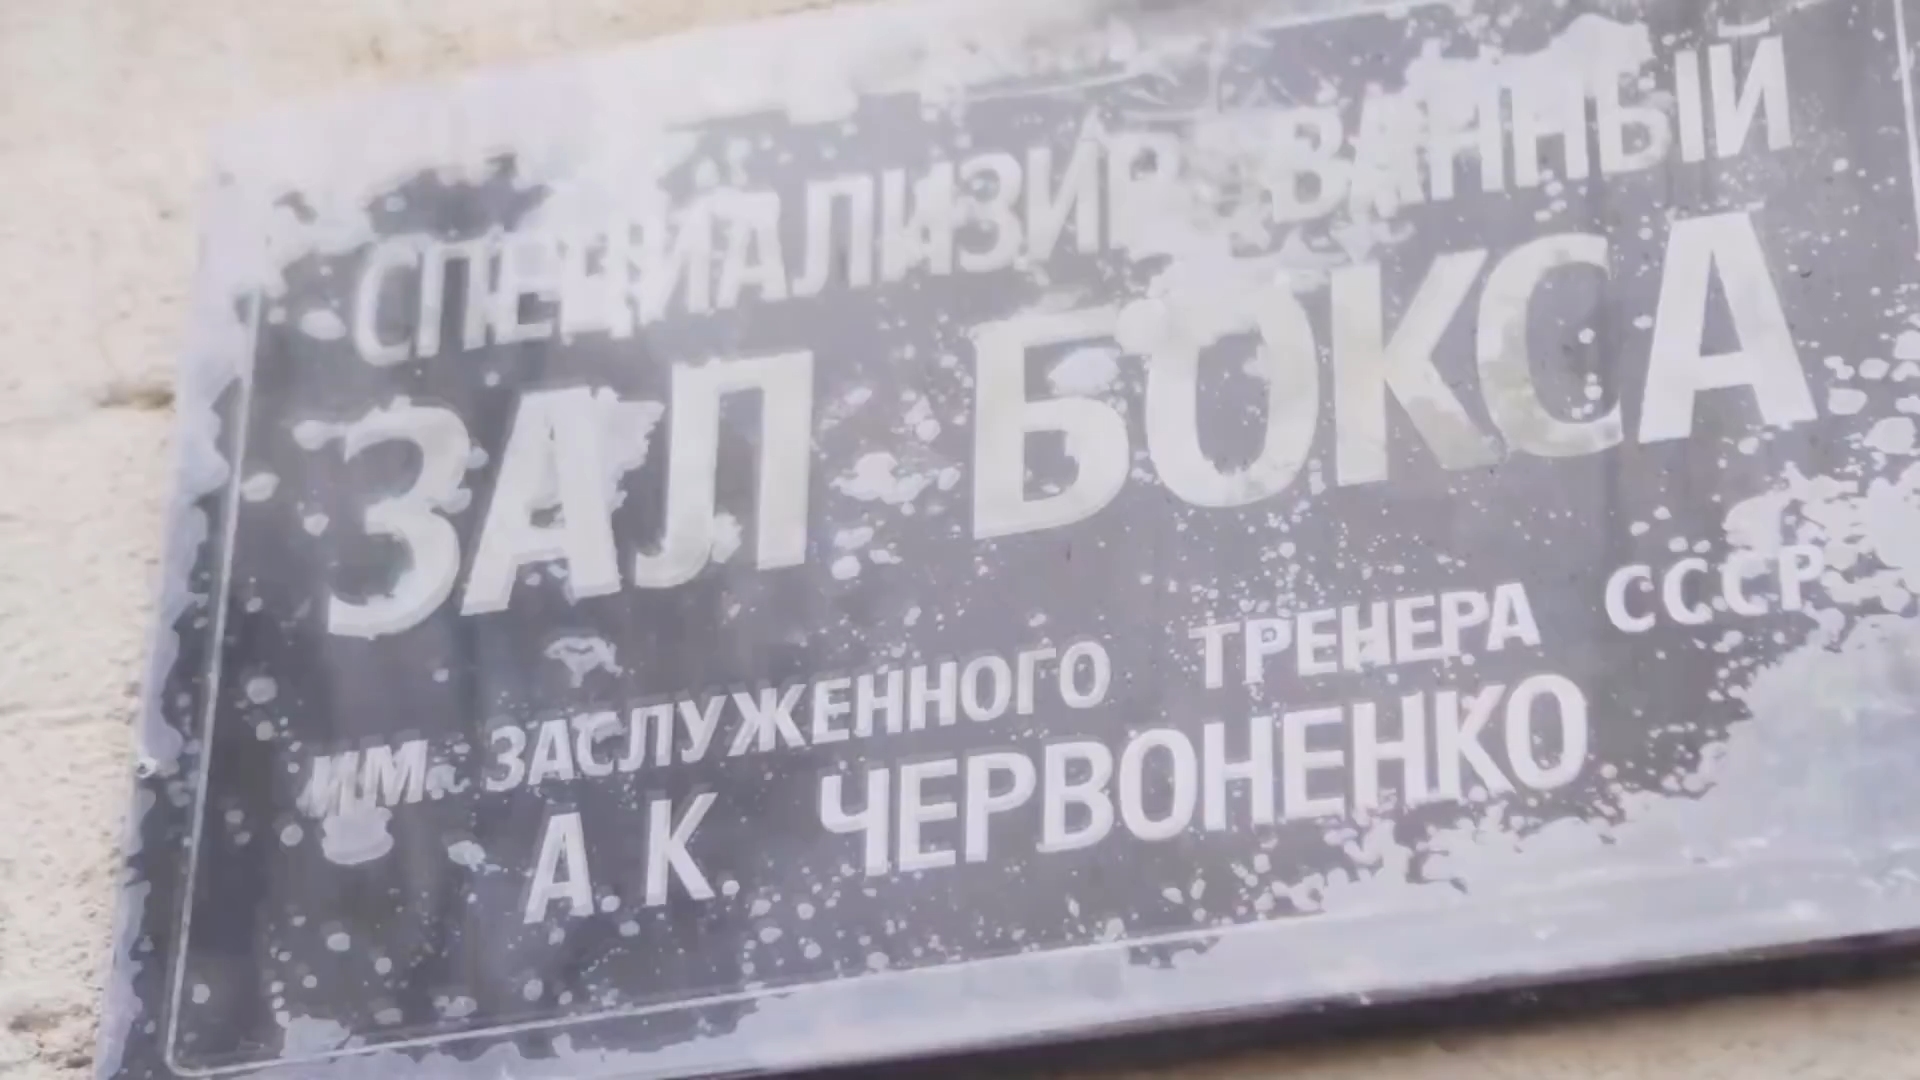 СПЕЦИАЛИЗИРОВАННЫЙ
ЗАЛ БОКСА
ИМ. ЗАСЛУЖЕННОГО ТРЕНЕРА СССР
А. К. ЧЕРВОНЕНКО